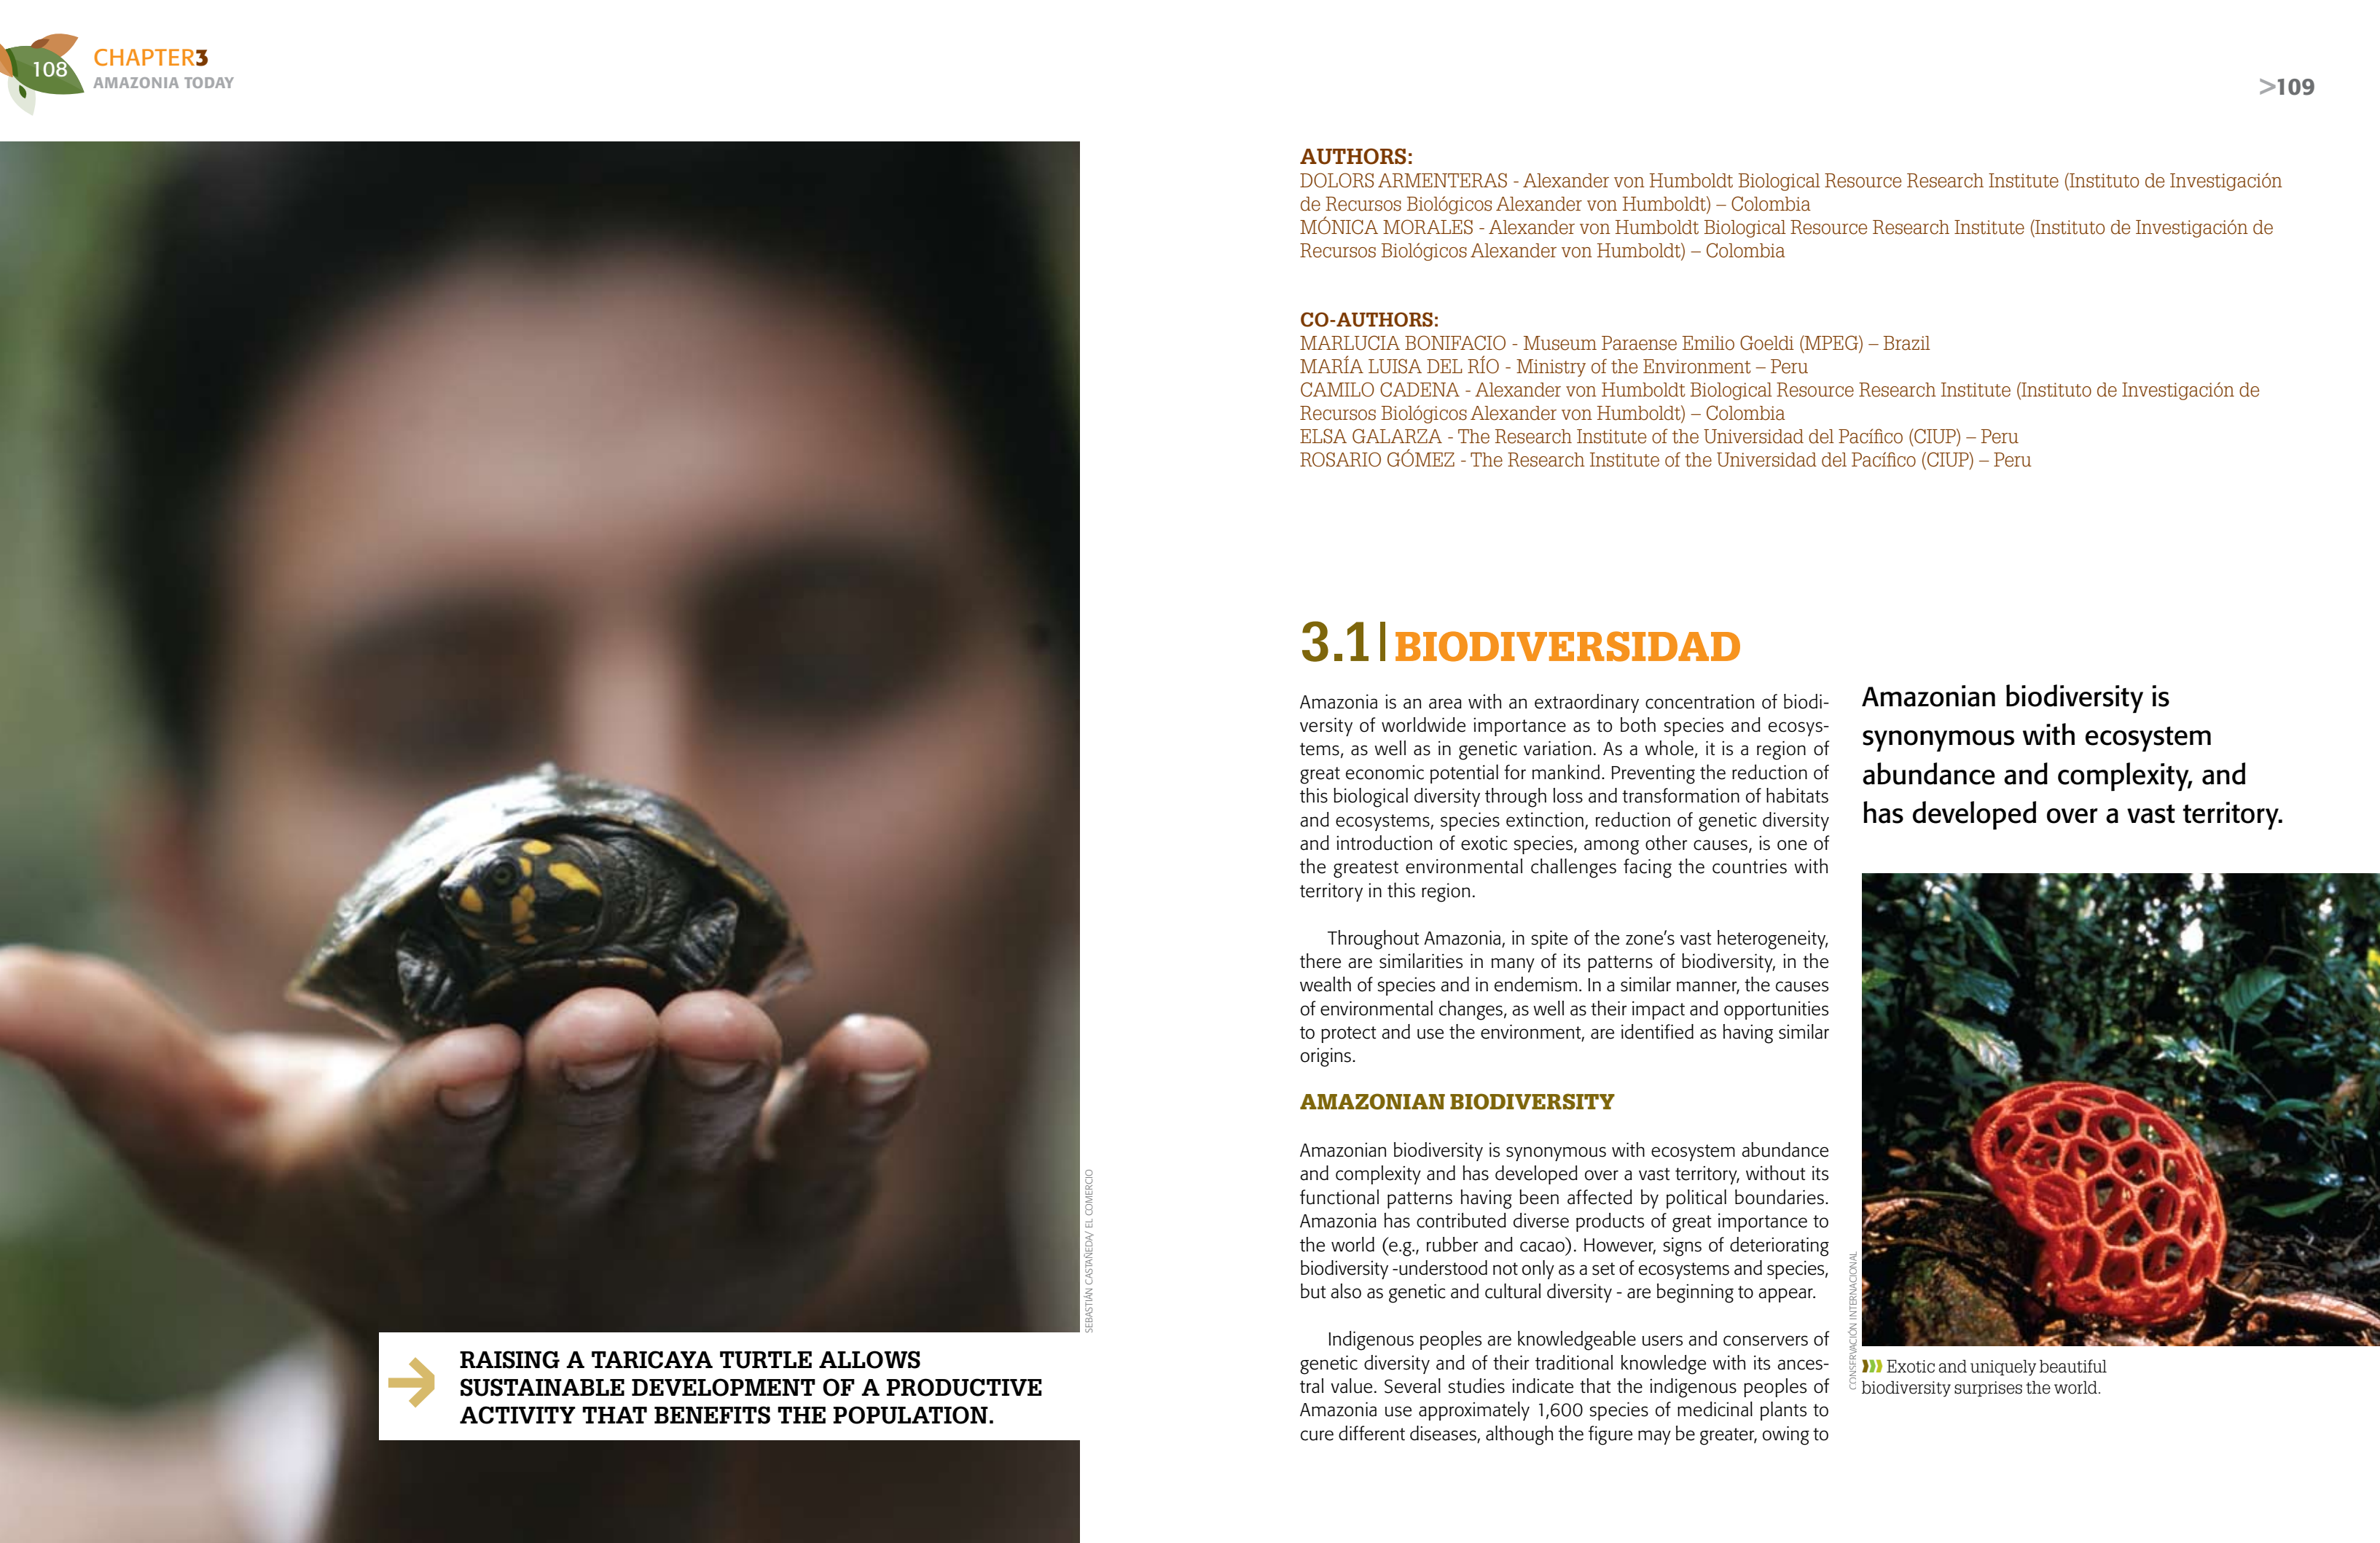 108
CHAPTER3
AMAZONIA TODAY
SEBASTIÁN CASTAÑEDA/ EL COMERCIO
RAISING A TARICAYA TURTLE ALLOWS
SUSTAINABLE DEVELOPMENT OF A PRODUCTIVE
ACTIVITY THAT BENEFITS THE POPULATION.
>109
AUTHORS:
DOLORS ARMENTERAS - Alexander von Humboldt Biological Resource Research Institute (Instituto de Investigación
de Recursos Biológicos Alexander von Humboldt) – Colombia
MÓNICA MORALES - Alexander von Humboldt Biological Resource Research Institute (Instituto de Investigación de
Recursos Biológicos Alexander von Humboldt) – Colombia
CO-AUTHORS:
MARLUCIA BONIFACIO - Museum Paraense Emilio Goeldi (MPEG) – Brazil
MARÍA LUISA DEL RÍO - Ministry of the Environment – Peru
CAMILO CADENA - Alexander von Humboldt Biological Resource Research Institute (Instituto de Investigación de
Recursos Biológicos Alexander von Humboldt) – Colombia
ELSA GALARZA - The Research Institute of the Universidad del Pacífico (CIUP) – Peru
ROSARIO GÓMEZ - The Research Institute of the Universidad del Pacífico (CIUP) – Peru
3.1| BIODIVERSIDAD
Amazonia is an area with an extraordinary concentration of biodi-
versity of worldwide importance as to both species and ecosys-
tems, as well as in genetic variation. As a whole, it is a region of
great economic potential for mankind. Preventing the reduction of
this biological diversity through loss and transformation of habitats
and ecosystems, species extinction, reduction of genetic diversity
and introduction of exotic species, among other causes, is one of
the greatest environmental challenges facing the countries with
territory in this region.
Throughout Amazonia, in spite of the zone's vast heterogeneity,
there are similarities in many of its patterns of biodiversity, in the
wealth of species and in endemism. In a similar manner, the causes
of environmental changes, as well as their impact and opportunities
to protect and use the environment, are identified as having similar
origins.
AMAZONIAN BIODIVERSITY
Amazonian biodiversity is synonymous with ecosystem abundance
and complexity and has developed over a vast territory, without its
functional patterns having been affected by political boundaries.
Amazonia has contributed diverse products of great importance to
the world (e.g., rubber and cacao). However, signs of deteriorating
biodiversity -understood not only as a set of ecosystems and species,
but also as genetic and cultural diversity - are beginning to appear.
Indigenous peoples are knowledgeable users and conservers of
genetic diversity and of their traditional knowledge with its ances-
tral value. Several studies indicate that the indigenous peoples of
Amazonia use approximately 1,600 species of medicinal plants to
cure different diseases, although the figure may be greater, owing to
Amazonian biodiversity is
synonymous with ecosystem
abundance and complexity, and
has developed over a vast territory.
CONSERVACIÓN INTERNACIONAL
Exotic and uniquely beautiful
biodiversity surprises the world.